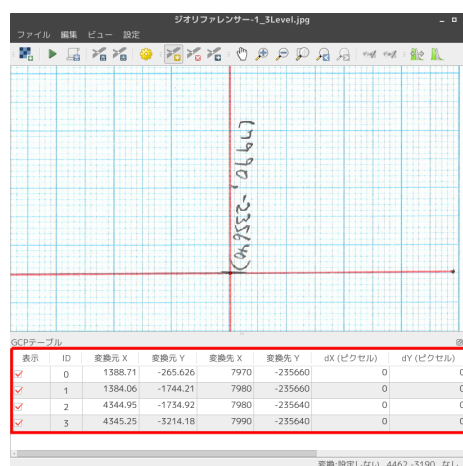 ジオリファレンサー-1_3Level.jpg
ファイル 編集 ビュー 設定
(7990, -235640)
GCPテーブル
表示 ID 変換元 X 変換元 Y 変換先 X 変換先 Y dX (ピクセル) dY (ピクセル)
0 1388.71 -265.626 7970 -235660 0 0
1 1384.06 -1744.21 7980 -235660 0 0
2 4344.95 -1734.92 7980 -235640 0 0
3 4345.25 -3214.18 7990 -235640 0 0
変換:設定しない 4462,-3190 なし